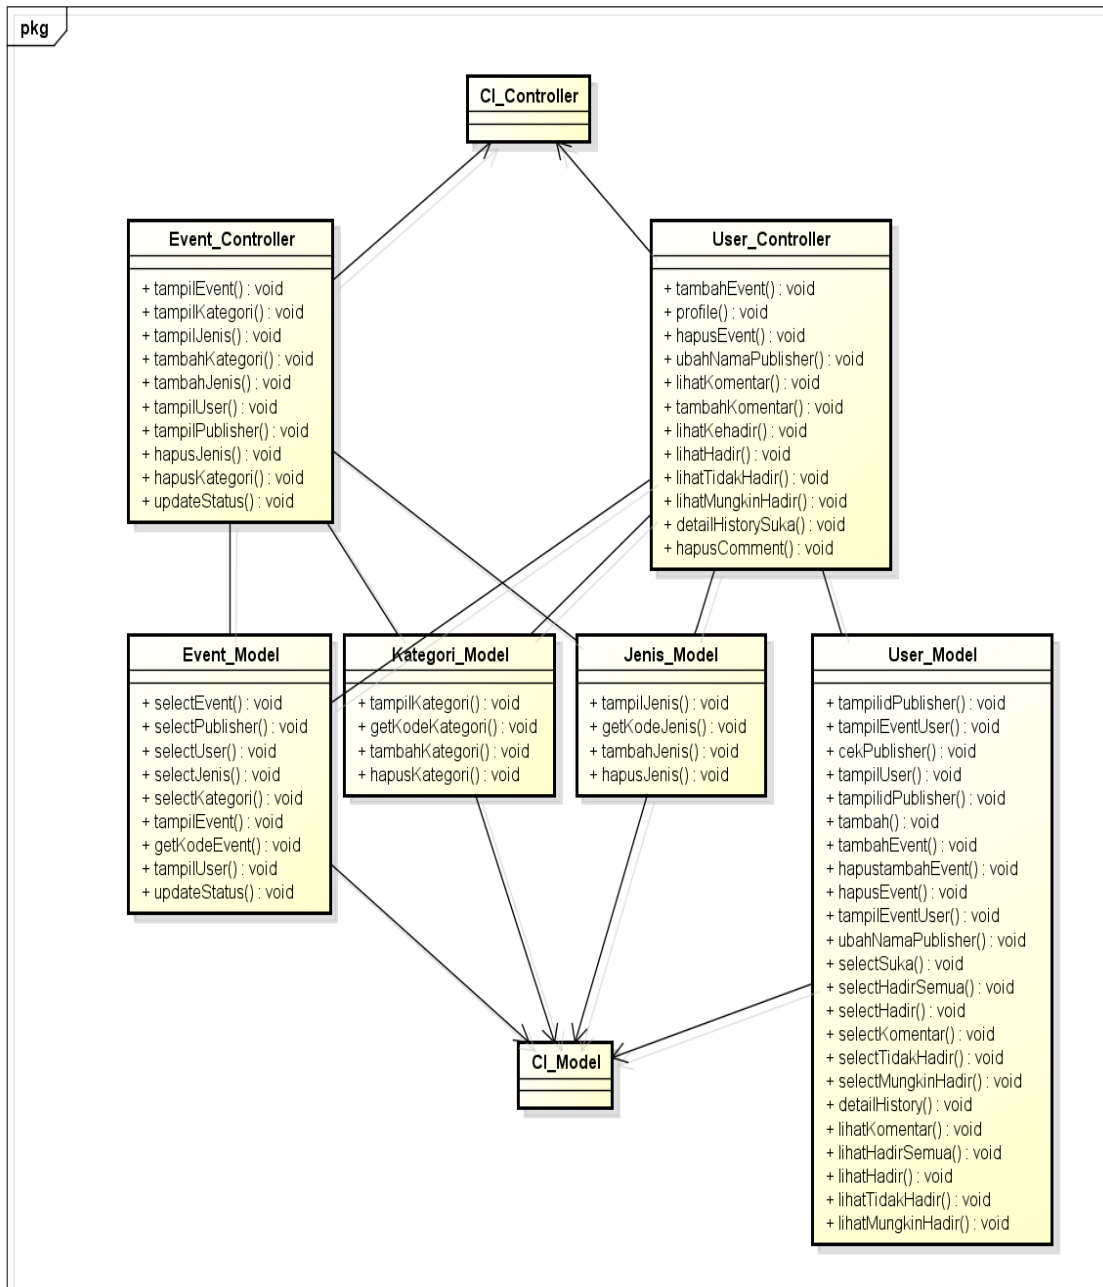 pkg
CI_Controller
Event_Controller
+ tampilEvent() : void
+ tampilKategori() : void
+ tampilJenis() : void
+ tambahKategori() : void
+ tambahJenis() : void
+ tampilUser() : void
+ tampilPublisher() : void
+ hapusJenis() : void
+ hapusKategori() : void
+ updateStatus() : void
User_Controller
+ tambahEvent() : void
+ profile() : void
+ hapusEvent() : void
+ ubahNamaPublisher() : void
+ lihatKomentar() : void
+ tambahKomentar() : void
+ lihatKehadir() : void
+ lihatHadir() : void
+ lihatTidakHadir() : void
+ lihatMungkinHadir() : void
+ detailHistorySuka() : void
+ hapusComment() : void
Event_Model
+ selectEvent() : void
+ selectPublisher() : void
+ selectUser() : void
+ selectJenis() : void
+ selectKategori() : void
+ tampilEvent() : void
+ getKodeEvent() : void
+ tampilUser() : void
+ updateStatus() : void
Kategori_Model
+ tampilKategori() : void
+ getKodeKategori() : void
+ tambahKategori() : void
+ hapusKategori() : void
Jenis_Model
+ tampilJenis() : void
+ getKodeJenis() : void
+ tambahJenis() : void
+ hapusJenis() : void
User_Model
+ tampilidPublisher() : void
+ tampilEventUser() : void
+ cekPublisher() : void
+ tampilUser() : void
+ tampilidPublisher() : void
+ tambah() : void
+ tambahEvent() : void
+ hapustambahEvent() : void
+ hapusEvent() : void
+ tampilEventUser() : void
+ ubahNamaPublisher() : void
+ selectSuka() : void
+ selectHadirSemua() : void
+ selectHadir() : void
+ selectKomentar() : void
+ selectTidakHadir() : void
+ selectMungkinHadir() : void
+ detailHistory() : void
+ lihatKomentar() : void
+ lihatHadirSemua() : void
+ lihatHadir() : void
+ lihatTidakHadir() : void
+ lihatMungkinHadir() : void
CI_Model